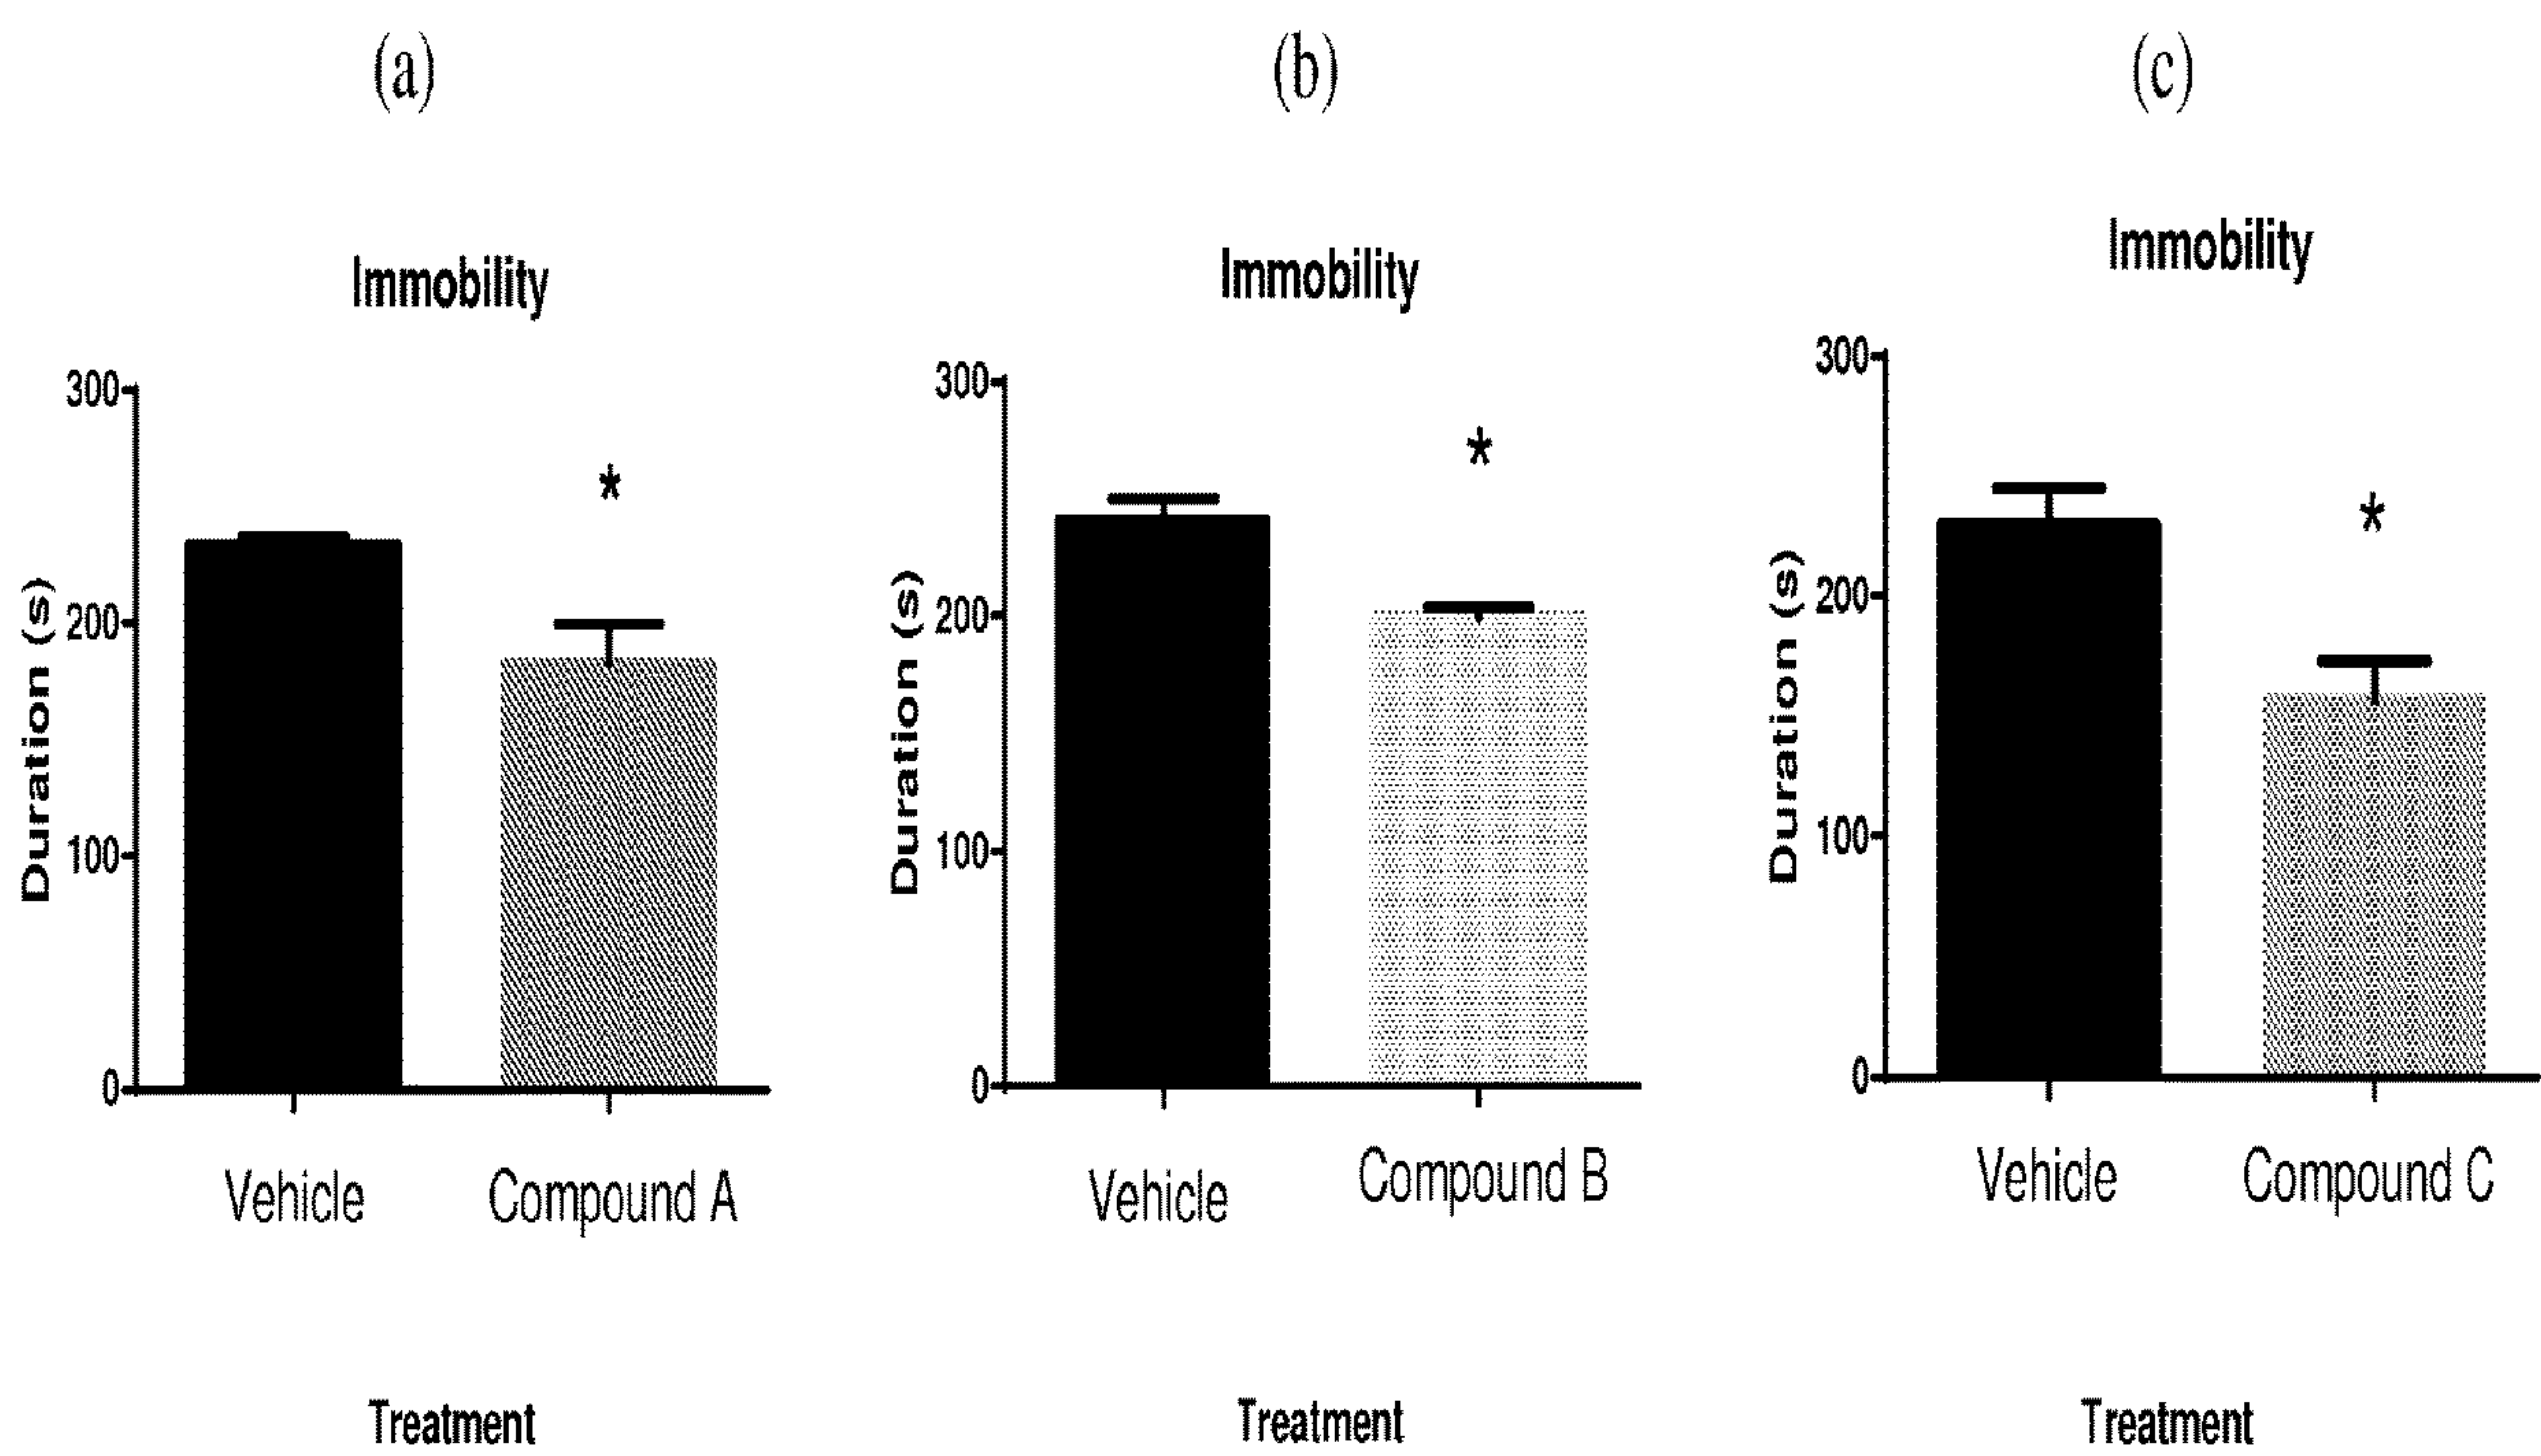 (a)
Immobility
300
200
100
0
Duration (s)
*
Vehicle
Compound A
Treatment
(b)
Immobility
300
200
100
0
Duration (s)
*
Vehicle
Compound B
Treatment
(c)
Immobility
300
200
100
0
Duration (s)
*
Vehicle
Compound C
Treatment